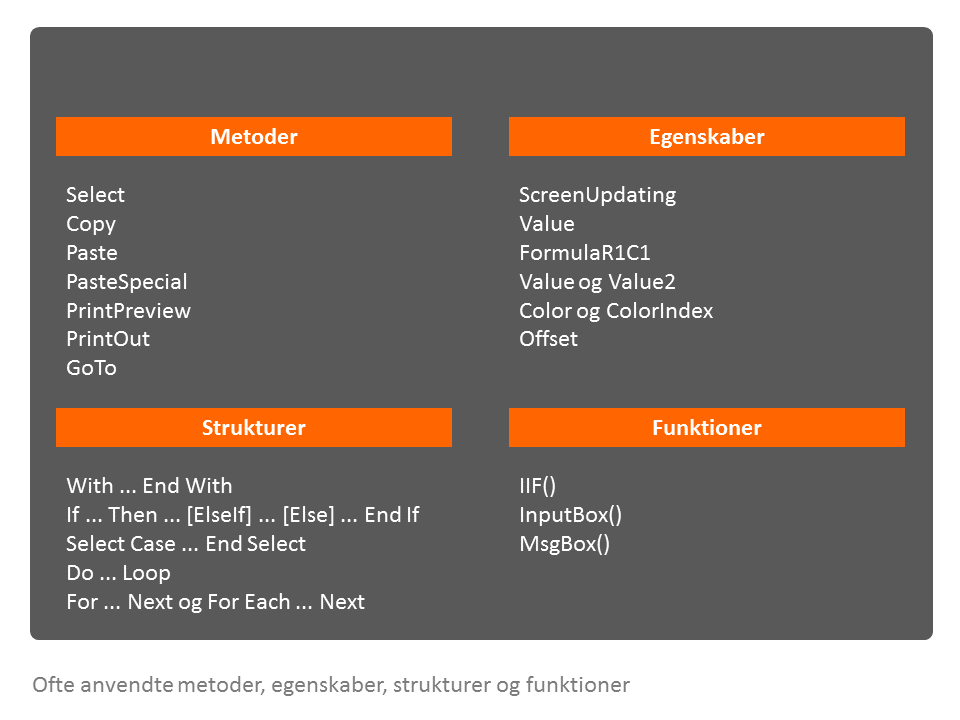 Metoder
Select
Copy
Paste
PasteSpecial
PrintPreview
PrintOut
GoTo
Egenskaber
ScreenUpdating
Value
FormulaR1C1
Value og Value2
Color og ColorIndex
Offset
Strukturer
With ... End With
If ... Then ... [ElseIf] ... [Else] ... End If
Select Case ... End Select
Do ... Loop
For ... Next og For Each ... Next
Funktioner
IIF()
InputBox()
MsgBox()
Ofte anvendte metoder, egenskaber, strukturer og funktioner